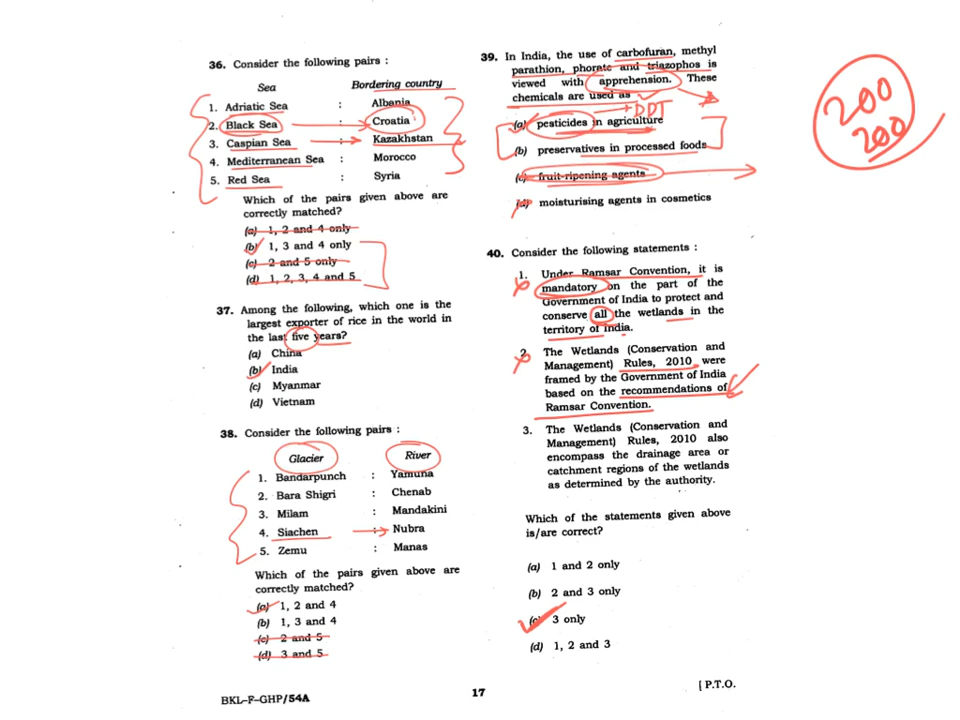 36. Consider the following pairs :
Sea Bordering country
1. Adriatic Sea : Albania
2. Black Sea : Croatia
3. Caspian Sea : Kazakhstan
4. Mediterranean Sea : Morocco
5. Red Sea : Syria
Which of the pairs given above are
correctly matched?
(a) 1, 2 and 4 only
(b) 1, 3 and 4 only
(c) 2 and 5 only
(d) 1, 2, 3, 4 and 5
37. Among the following, which one is the
largest exporter of rice in the world in
the last five years?
(a) China
(b) India
(c) Myanmar
(d) Vietnam
38. Consider the following pairs :
Glacier River
1. Bandarpunch : Yamuna
2. Bara Shigri : Chenab
3. Milam : Mandakini
4. Siachen : Nubra
5. Zemu : Manas
Which of the pairs given above are
correctly matched?
(a) 1, 2 and 4
(b) 1, 3 and 4
(c) 2 and 5
(d) 3 and 5
BKL-F-GHP/54A
39. In India, the use of carbofuran, methyl
parathion, phorate and triazophos is
viewed with apprehension. These
chemicals are used as
DDT
(a) pesticides in agriculture
(b) preservatives in processed foods
(c) fruit-ripening agents
(d) moisturising agents in cosmetics
40. Consider the following statements :
1. Under Ramsar Convention, it is
mandatory on the part of the
Government of India to protect and
conserve all the wetlands in the
territory of India.
2. The Wetlands (Conservation and
Management) Rules, 2010 were
framed by the Government of India
based on the recommendations of
Ramsar Convention.
3. The Wetlands (Conservation and
Management) Rules, 2010 also
encompass the drainage area or
catchment regions of the wetlands
as determined by the authority.
Which of the statements given above
is/are correct?
(a) 1 and 2 only
(b) 2 and 3 only
(c) 3 only
(d) 1, 2 and 3
17
[ P.T.O.
200
200